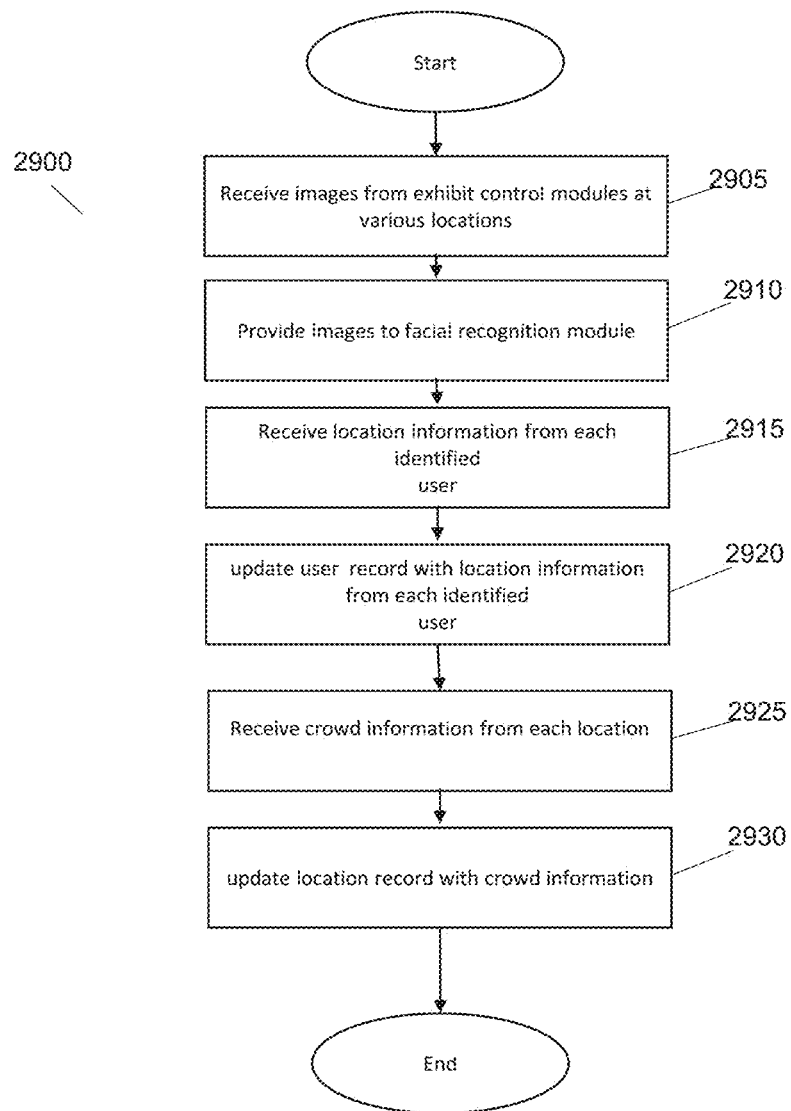 Start
2900
Receive images from exhibit control modules at
various locations
2905
Provide images to facial recognition module
2910
Receive location information from each
identified
user
2915
update user record with location information
from each identified
user
2920
Receive crowd information from each location
2925
update location record with crowd information
2930
End